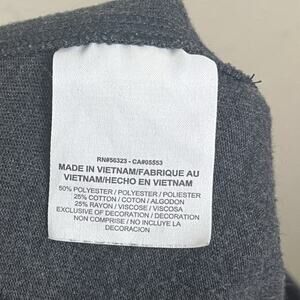 RN#56323 - CA#05553
MADE IN VIETNAM/FABRIQUE AU
VIETNAM/HECHO EN VIETNAM
50% POLYESTER / POLYESTER / POLIESTER
25% COTTON / COTON / ALGODON
25% RAYON / VISCOSE / VISCOSA
EXCLUSIVE OF DECORATION / DECORATION
NON COMPRISE / NO INCLUYE LA
DECORACION